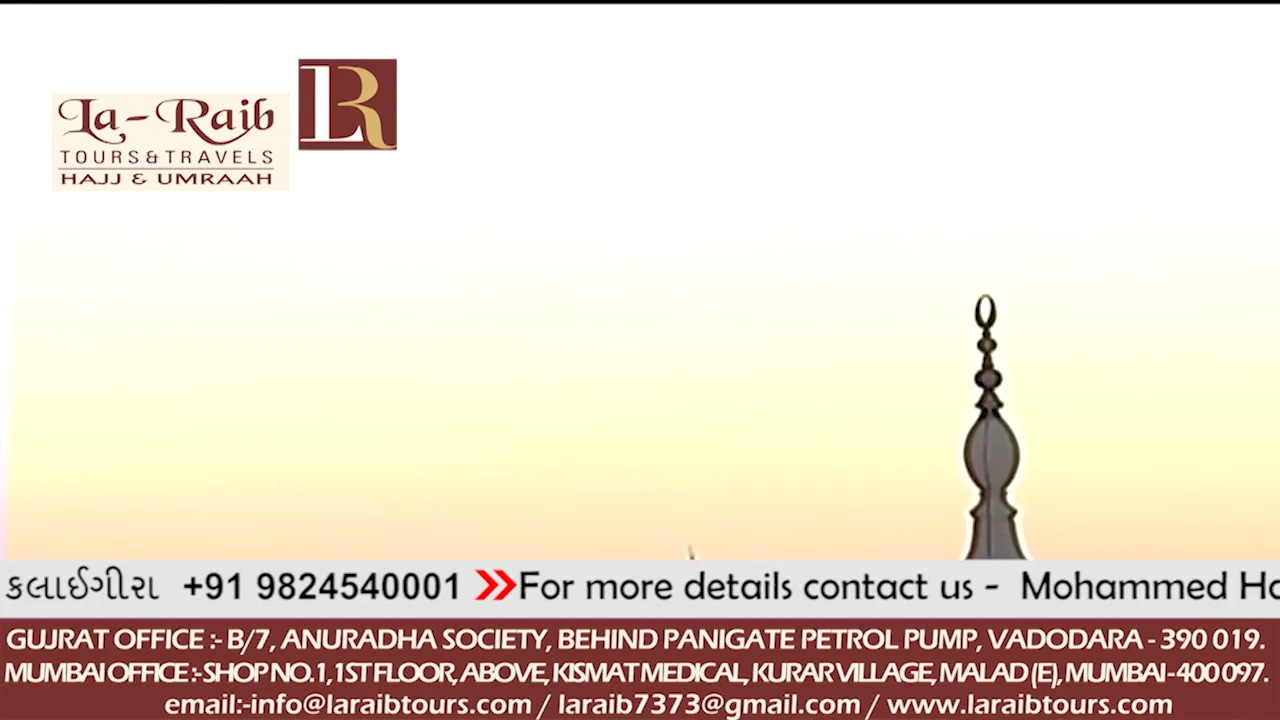 La-Raib
TOURS & TRAVELS
HAJJ & UMRAAH
LR
કલાઈગીરા +91 9824540001 For more details contact us - Mohammed Ha
GUJRAT OFFICE :- B/7, ANURADHA SOCIETY, BEHIND PANIGATE PETROL PUMP, VADODARA - 390 019.
MUMBAI OFFICE :- SHOP NO. 1, 1ST FLOOR, ABOVE, KISMAT MEDICAL, KURAR VILLAGE, MALAD (E), MUMBAI - 400 097.
email:-info@laraibtours.com / laraib7373@gmail.com / www.laraibtours.com